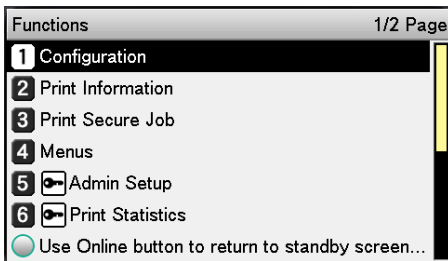 Functions 1/2 Page
1 Configuration
2 Print Information
3 Print Secure Job
4 Menus
5 Admin Setup
6 Print Statistics
Use Online button to return to standby screen...